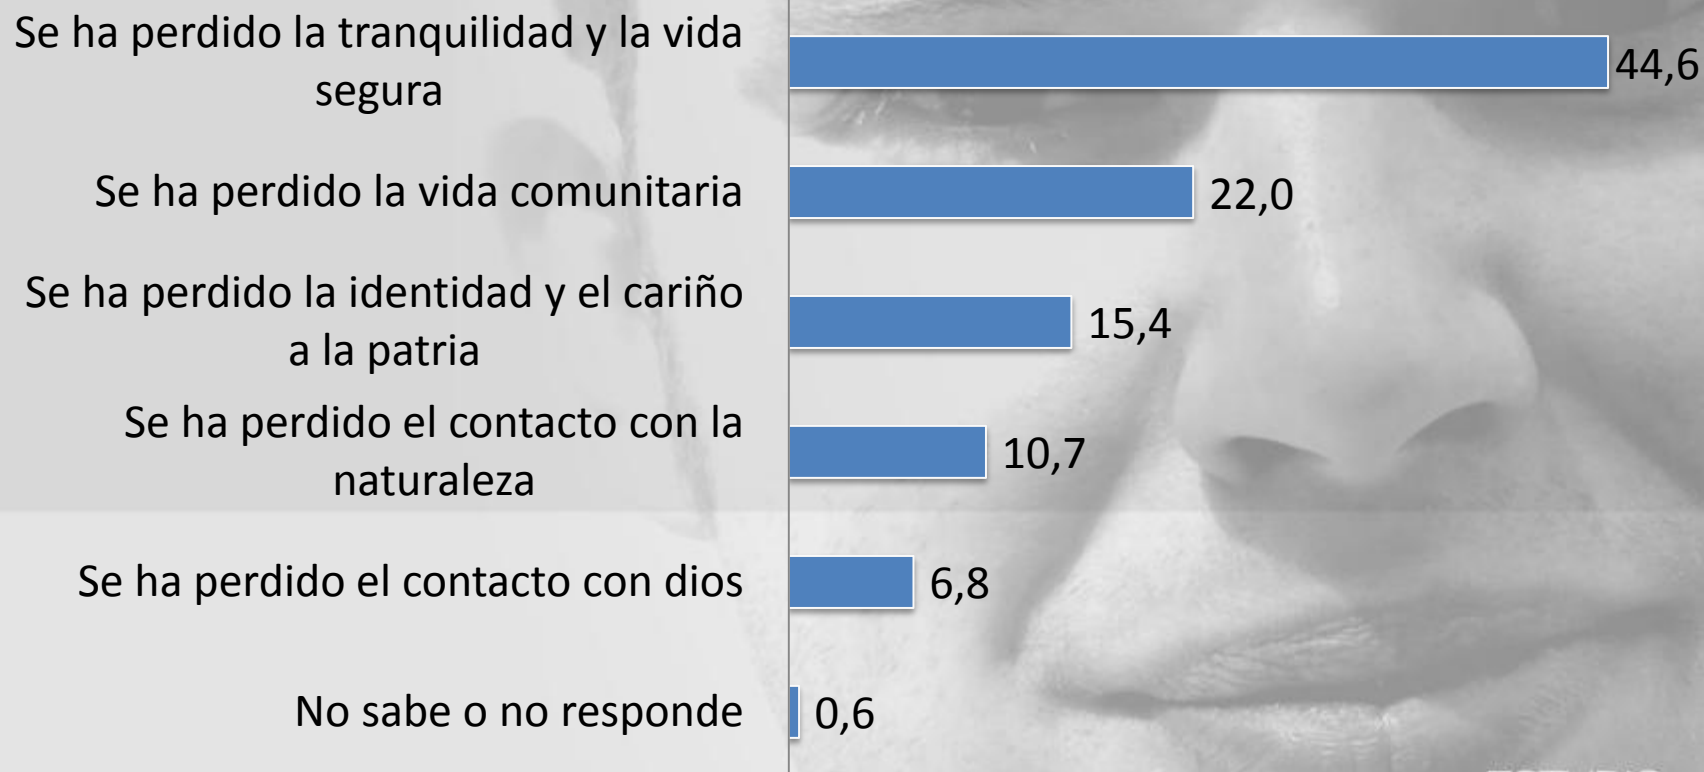 Se ha perdido la tranquilidad y la vida
segura
44,6
Se ha perdido la vida comunitaria
22,0
Se ha perdido la identidad y el cariño
a la patria
15,4
Se ha perdido el contacto con la
naturaleza
10,7
Se ha perdido el contacto con dios
6,8
No sabe o no responde
0,6